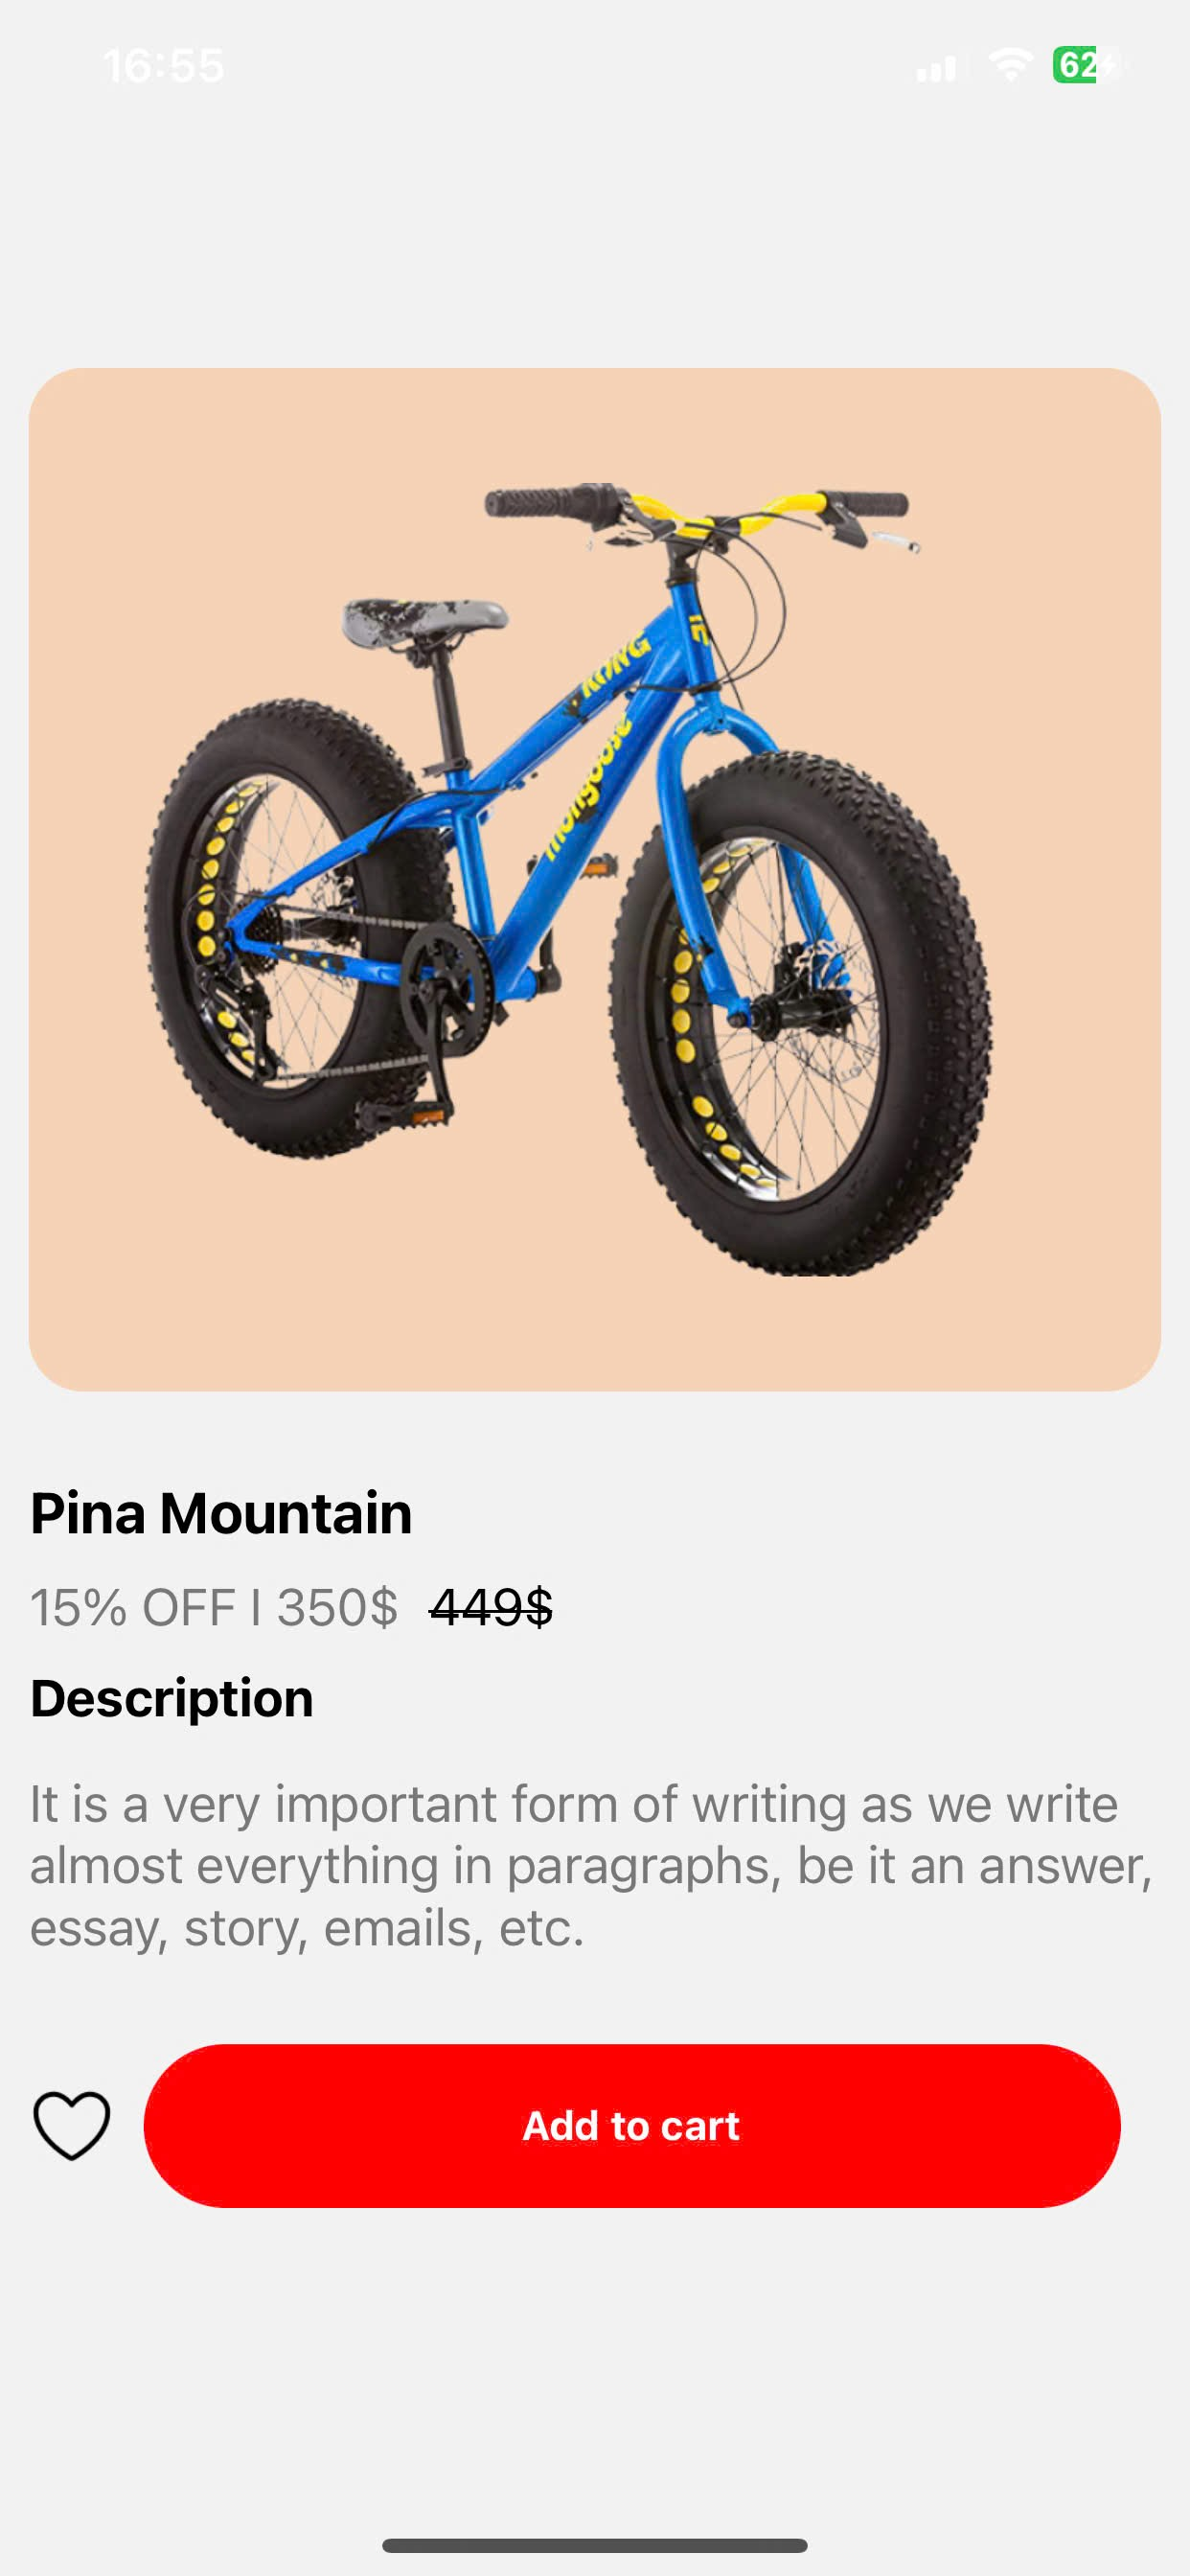 16:55
62
KONG
mongoose
Pina Mountain
15% OFF I 350$ 449$
Description
It is a very important form of writing as we write
almost everything in paragraphs, be it an answer,
essay, story, emails, etc.
Add to cart